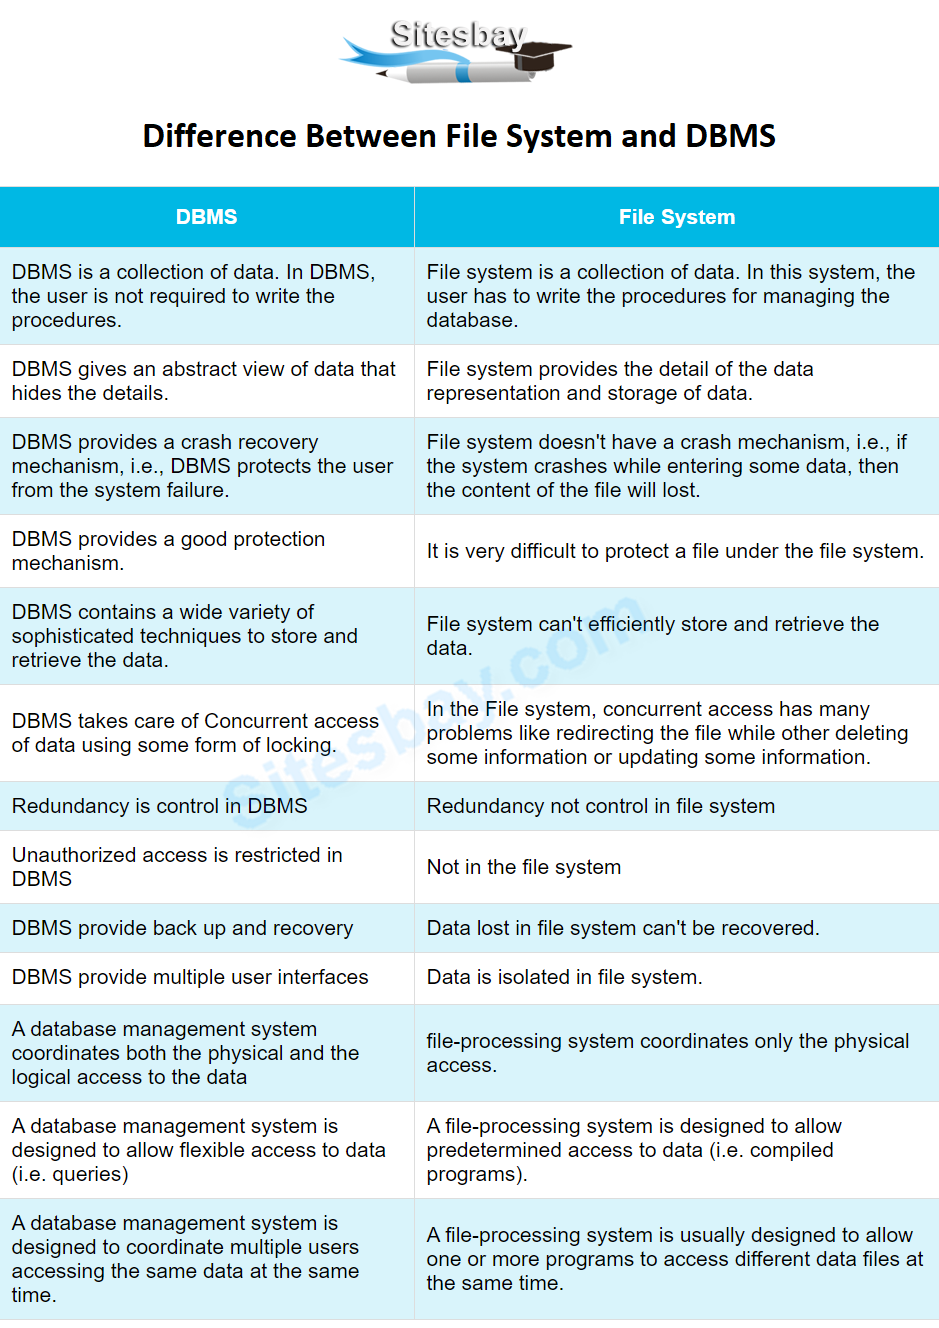 Sitesbay
Difference Between File System and DBMS
DBMS
File System
DBMS is a collection of data. In DBMS,
the user is not required to write the
procedures.
File system is a collection of data. In this system, the
user has to write the procedures for managing the
database.
DBMS gives an abstract view of data that
hides the details.
File system provides the detail of the data
representation and storage of data.
DBMS provides a crash recovery
mechanism, i.e., DBMS protects the user
from the system failure.
File system doesn't have a crash mechanism, i.e., if
the system crashes while entering some data, then
the content of the file will lost.
DBMS provides a good protection
mechanism.
It is very difficult to protect a file under the file system.
DBMS contains a wide variety of
sophisticated techniques to store and
retrieve the data.
File system can't efficiently store and retrieve the
data.
DBMS takes care of Concurrent access
of data using some form of locking.
In the File system, concurrent access has many
problems like redirecting the file while other deleting
some information or updating some information.
Redundancy is control in DBMS
Redundancy not control in file system
Unauthorized access is restricted in
DBMS
Not in the file system
DBMS provide back up and recovery
Data lost in file system can't be recovered.
DBMS provide multiple user interfaces
Data is isolated in file system.
A database management system
coordinates both the physical and the
logical access to the data
file-processing system coordinates only the physical
access.
A database management system is
designed to allow flexible access to data
(i.e. queries)
A file-processing system is designed to allow
predetermined access to data (i.e. compiled
programs).
A database management system is
designed to coordinate multiple users
accessing the same data at the same
time.
A file-processing system is usually designed to allow
one or more programs to access different data files at
the same time.
Sitesbay.com